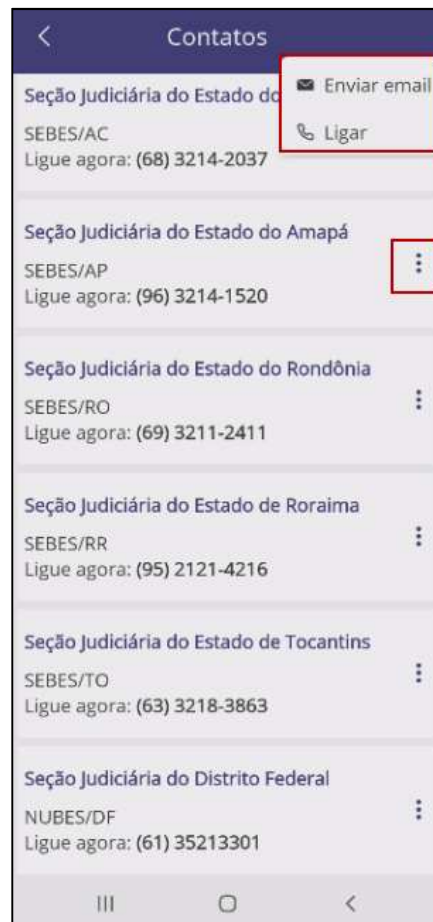 Contatos
Enviar email
Ligar
Seção Judiciária do Estado do
SEBES/AC
Ligue agora: (68) 3214-2037
Seção Judiciária do Estado do Amapá
SEBES/AP
Ligue agora: (96) 3214-1520
Seção Judiciária do Estado do Rondônia
SEBES/RO
Ligue agora: (69) 3211-2411
Seção Judiciária do Estado de Roraima
SEBES/RR
Ligue agora: (95) 2121-4216
Seção Judiciária do Estado de Tocantins
SEBES/TO
Ligue agora: (63) 3218-3863
Seção Judiciária do Distrito Federal
NUBES/DF
Ligue agora: (61) 35213301